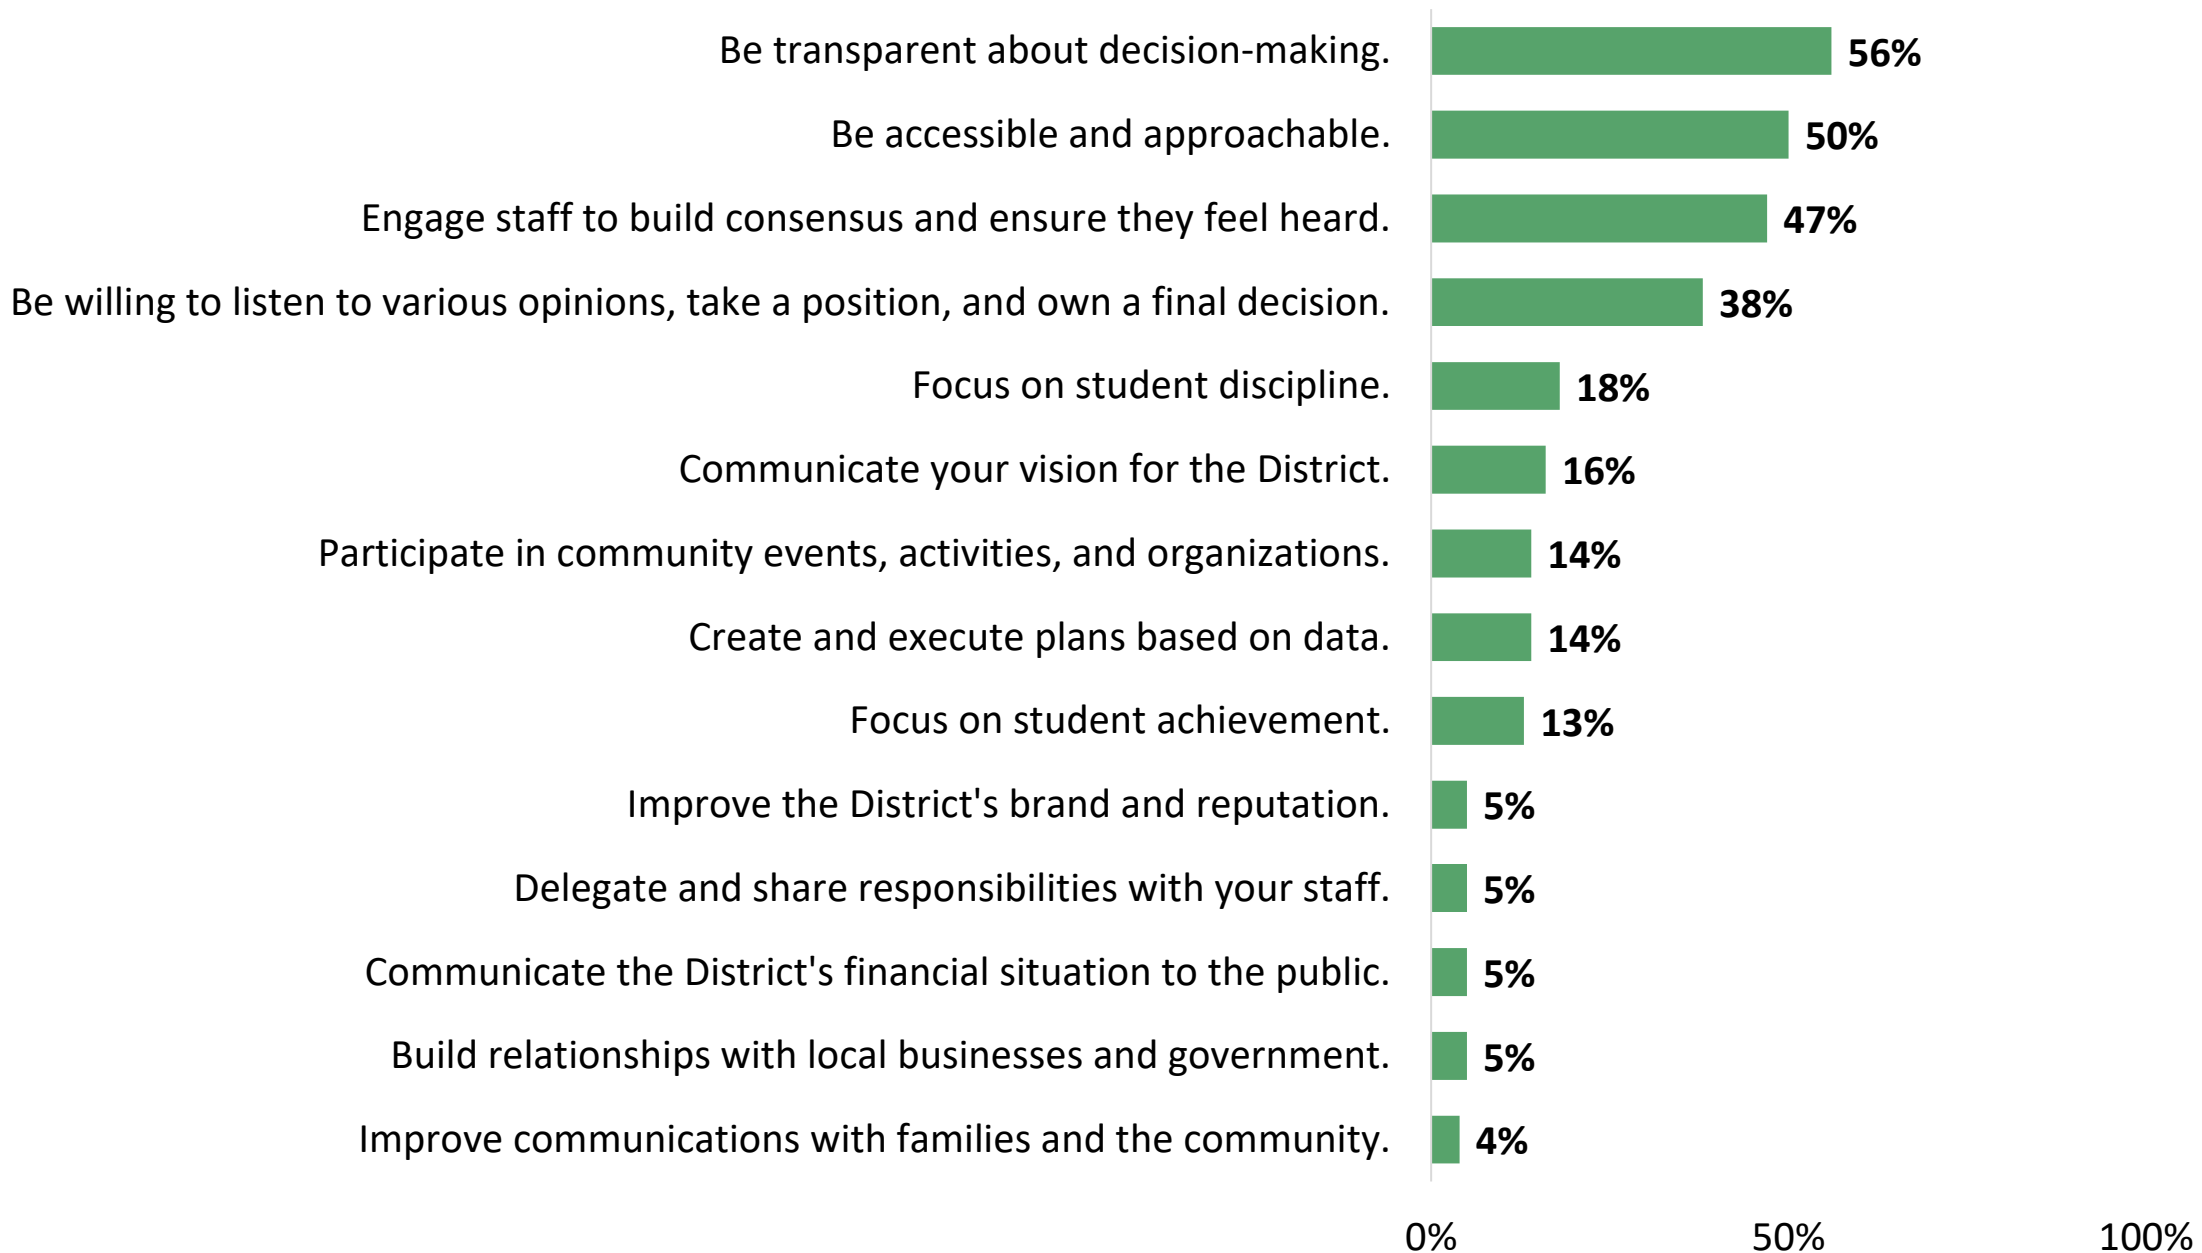 Be transparent about decision-making. 56%
Be accessible and approachable. 50%
Engage staff to build consensus and ensure they feel heard. 47%
Be willing to listen to various opinions, take a position, and own a final decision. 38%
Focus on student discipline. 18%
Communicate your vision for the District. 16%
Participate in community events, activities, and organizations. 14%
Create and execute plans based on data. 14%
Focus on student achievement. 13%
Improve the District's brand and reputation. 5%
Delegate and share responsibilities with your staff. 5%
Communicate the District's financial situation to the public. 5%
Build relationships with local businesses and government. 5%
Improve communications with families and the community. 4%
0% 50% 100%